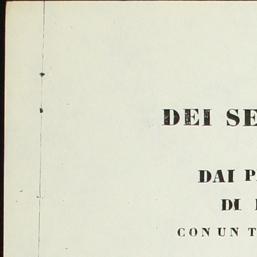 DEI SE
DAI P
DI
CON UN T